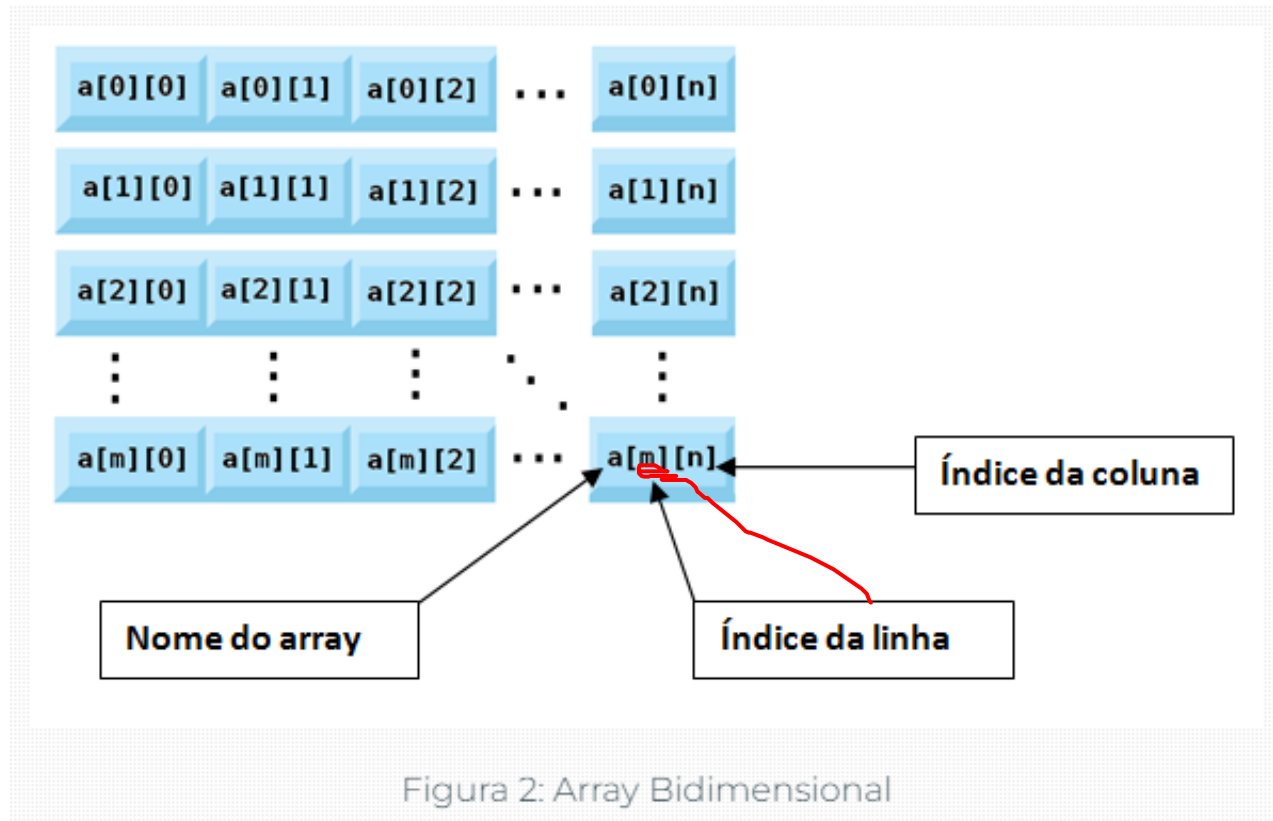 a[0][0] a[0][1] a[0][2] ... a[0][n]
a[1][0] a[1][1] a[1][2] ... a[1][n]
a[2][0] a[2][1] a[2][2] ... a[2][n]
a[m][0] a[m][1] a[m][2] ... a[m][n]
Índice da coluna
Nome do array
Índice da linha
Figura 2: Array Bidimensional